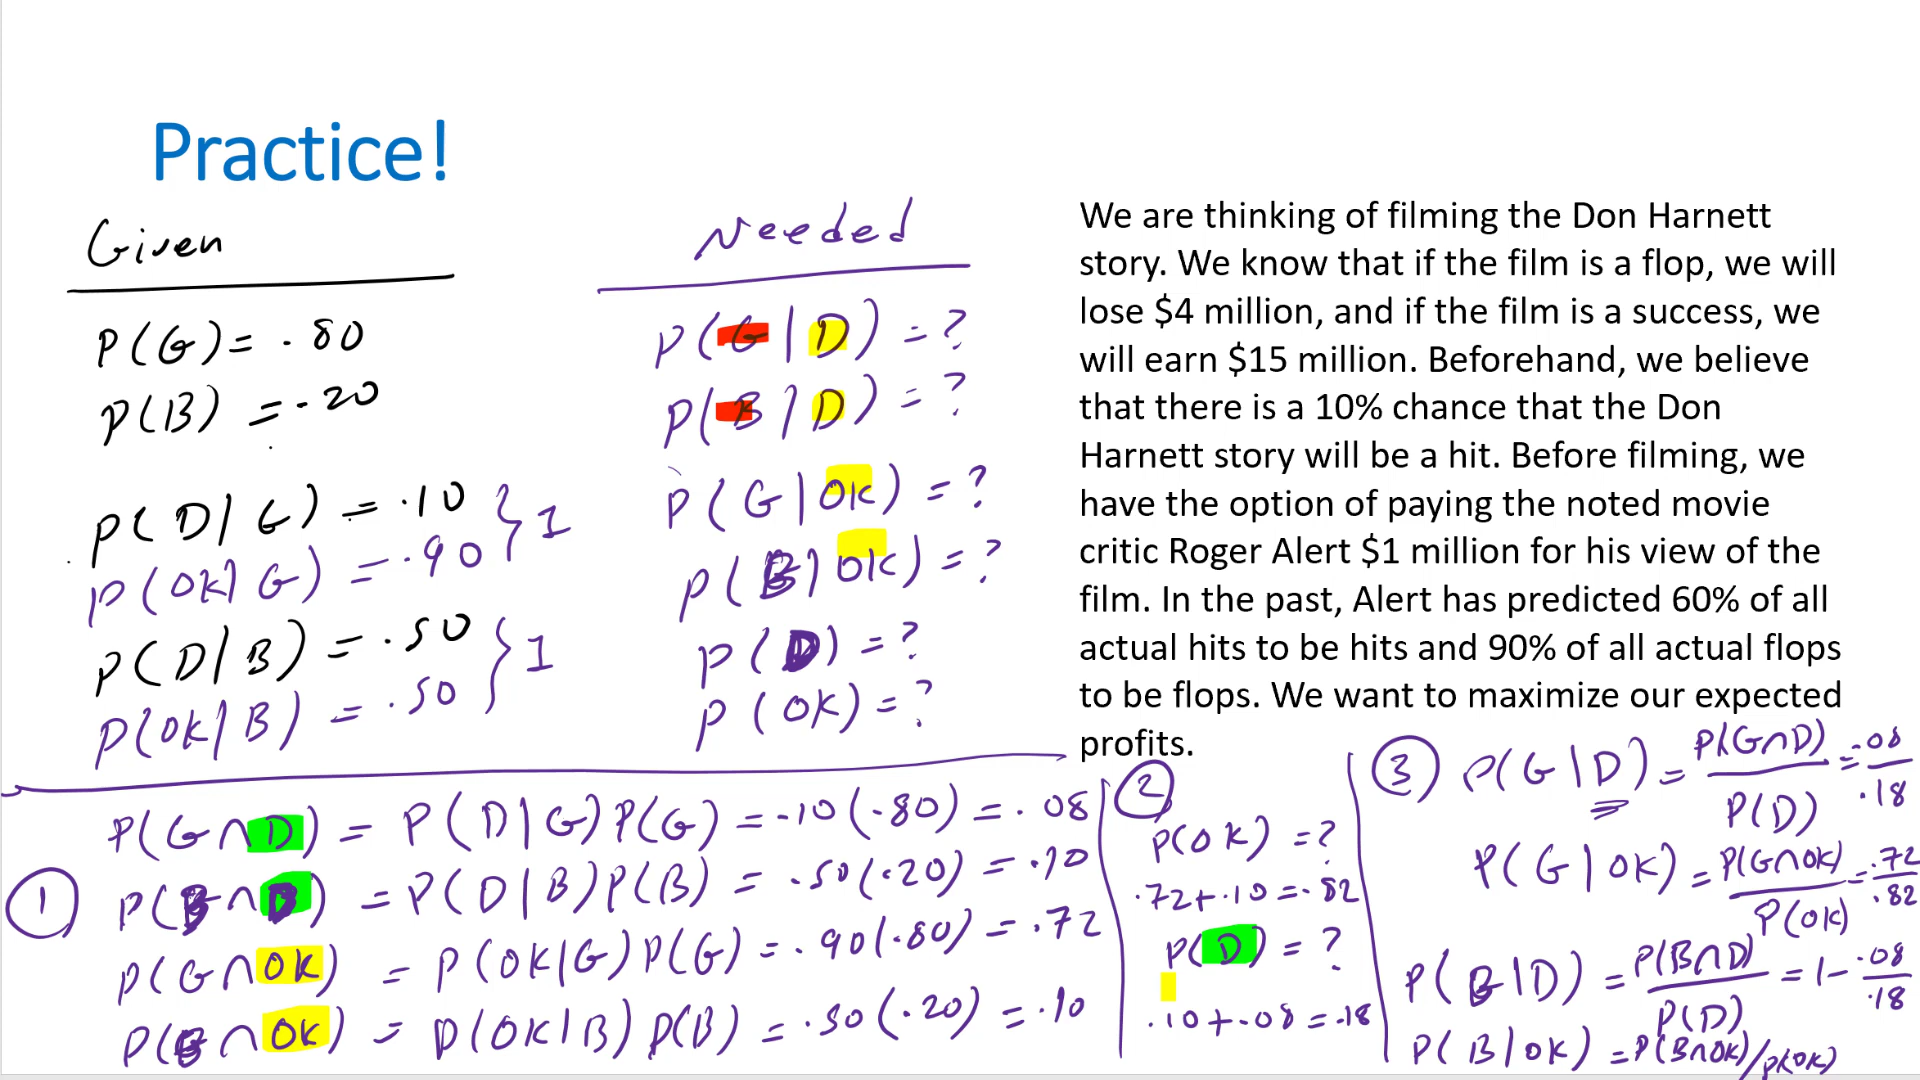 Practice!
Given
P(G) = .80
P(B) = .20
P(D|G) = .10
P(OK|G) = .90
} 1
P(D|B) = .50
P(OK|B) = .50
} 1
Needed
P(G|D) = ?
P(B|D) = ?
P(G|OK) = ?
P(B|OK) = ?
P(D) = ?
P(OK) = ?
We are thinking of filming the Don Harnett
story. We know that if the film is a flop, we will
lose $4 million, and if the film is a success, we
will earn $15 million. Beforehand, we believe
that there is a 10% chance that the Don
Harnett story will be a hit. Before filming, we
have the option of paying the noted movie
critic Roger Alert $1 million for his view of the
film. In the past, Alert has predicted 60% of all
actual hits to be hits and 90% of all actual flops
to be flops. We want to maximize our expected
profits.
1
P(G∩D) = P(D|G)P(G) = .10(.80) = .08
P(B∩D) = P(D|B)P(B) = .50(.20) = .10
P(G∩OK) = P(OK|G)P(G) = .90(.80) = .72
P(B∩OK) = P(OK|B)P(B) = .50(.20) = .10
2
P(OK) = ?
.72+.10 = .82
P(D) = ?
.10+.08 = .18
3
P(G|D) = P(G∩D)/P(D) = .08/.18
P(G|OK) = P(G∩OK)/P(OK) = .72/.82
P(B|D) = P(B∩D)/P(D) = 1 - .08/.18
P(B|OK) = P(B∩OK)/P(OK)